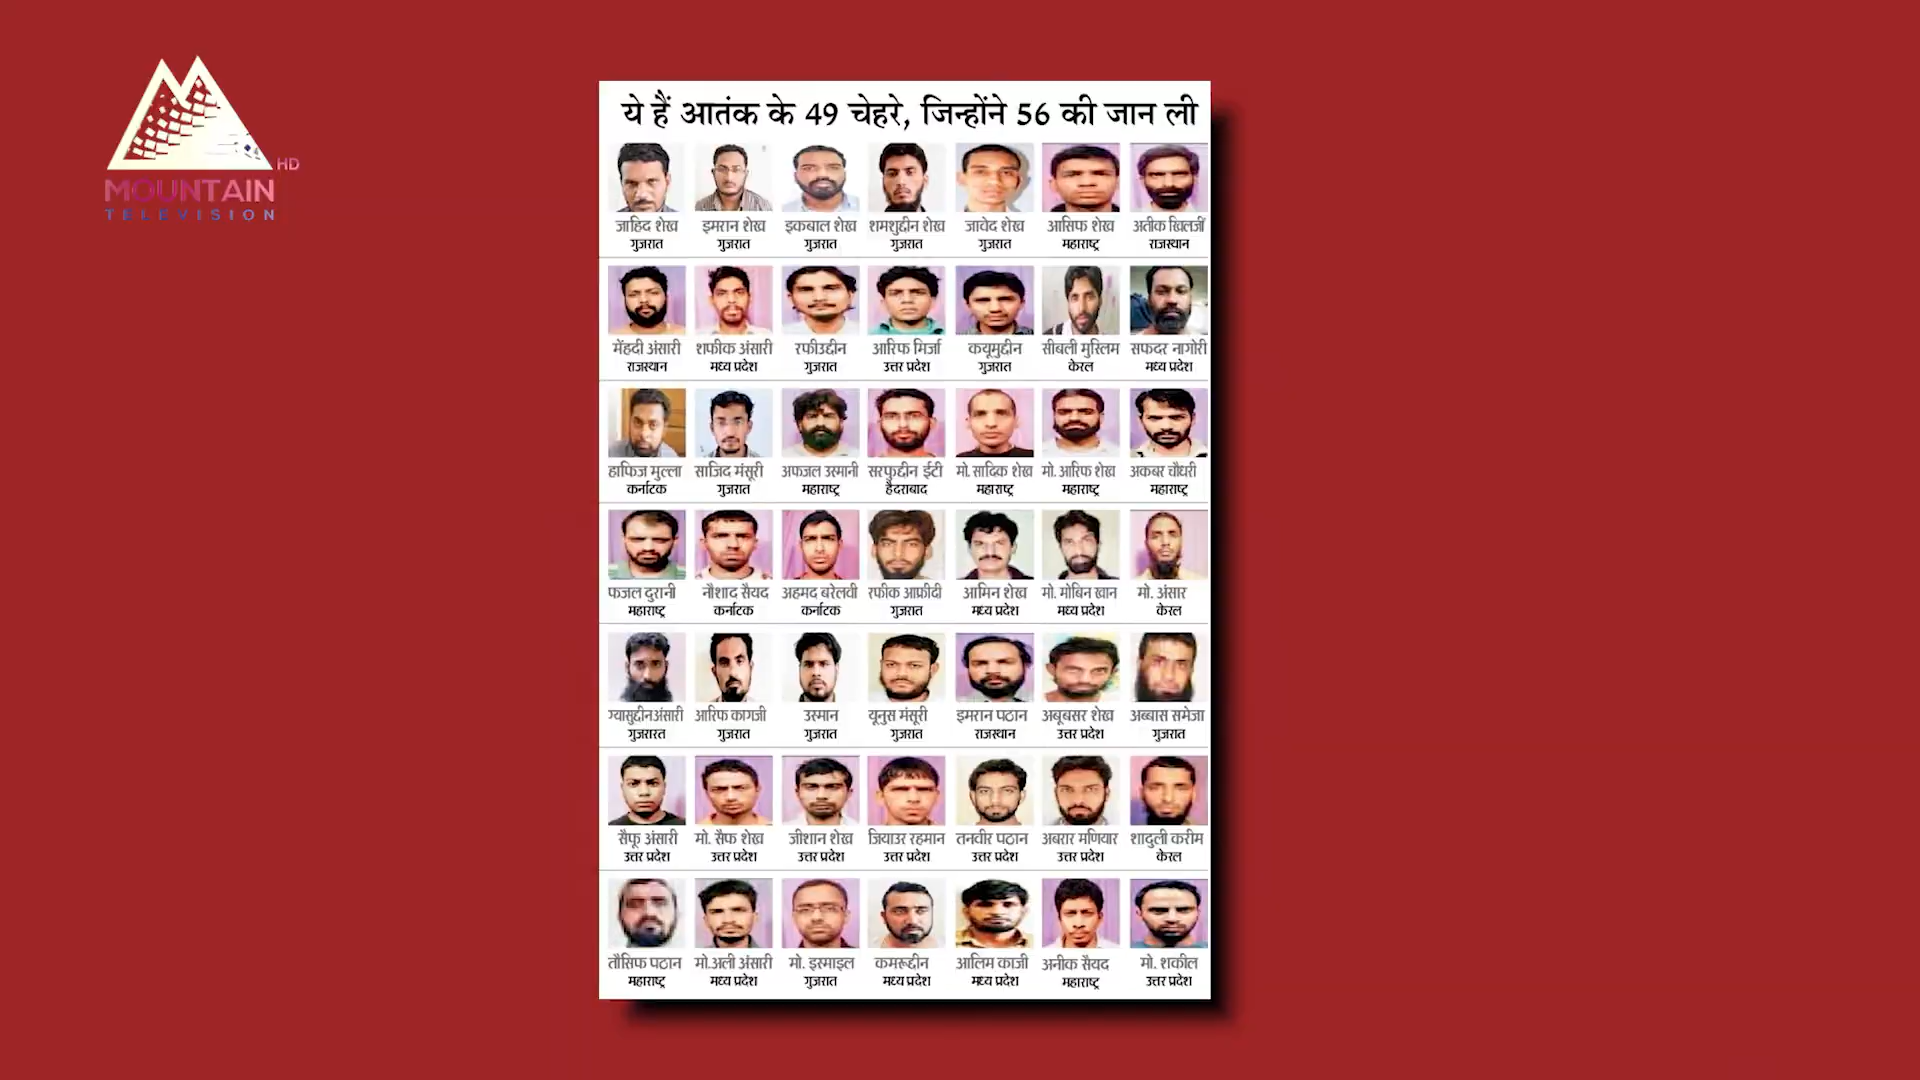 HD
MOUNTAIN
TELEVISION
ये हैं आतंक के 49 चेहरे, जिन्होंने 56 की जान ली
जाहिद शेख इमरान शेख इकबाल शेख शमशुद्दीन शेख जावेद शेख आसिफ शेख अतीक खिलजी
गुजरात गुजरात गुजरात गुजरात गुजरात महाराष्ट्र राजस्थान
मेंहदी अंसारी शफीक अंसारी रफीउद्दीन आरिफ मिर्जा कयूमुद्दीन सीबली मुस्लिम सफदर नागोरी
राजस्थान मध्य प्रदेश गुजरात उत्तर प्रदेश गुजरात केरल मध्य प्रदेश
हाफिज मुल्ला साजिद मंसूरी अफजल उस्मानी सरफुद्दीन ईटी मो. सादिक शेख मो. आरिफ शेख अकबर चौधरी
कर्नाटक गुजरात महाराष्ट्र हैदराबाद महाराष्ट्र महाराष्ट्र महाराष्ट्र
फजल दुरानी नौशाद सैयद अहमद बरेलवी रफीक आफ्रीदी आमिन शेख मो. मोबिन खान मो. अंसार
महाराष्ट्र कर्नाटक कर्नाटक गुजरात मध्य प्रदेश मध्य प्रदेश केरल
ग्यासुद्दीन अंसारी आरिफ कागजी उस्मान यूनुस मंसूरी इमरान पठान अबूबसर शेख अब्बास समेजा
गुजरारत गुजरात गुजरात गुजरात राजस्थान उत्तर प्रदेश गुजरात
सैफू अंसारी मो. सैफ शेख जीशान शेख जियाउर रहमान तनवीर पठान अबरार मणियार शादुली करीम
उत्तर प्रदेश उत्तर प्रदेश उत्तर प्रदेश उत्तर प्रदेश उत्तर प्रदेश उत्तर प्रदेश केरल
तौसिफ पठान मो.अली अंसारी मो. इस्माइल कमरूद्दीन आलिम काजी अनीक सैयद मो. शकील
महाराष्ट्र मध्य प्रदेश गुजरात मध्य प्रदेश मध्य प्रदेश महाराष्ट्र उत्तर प्रदेश